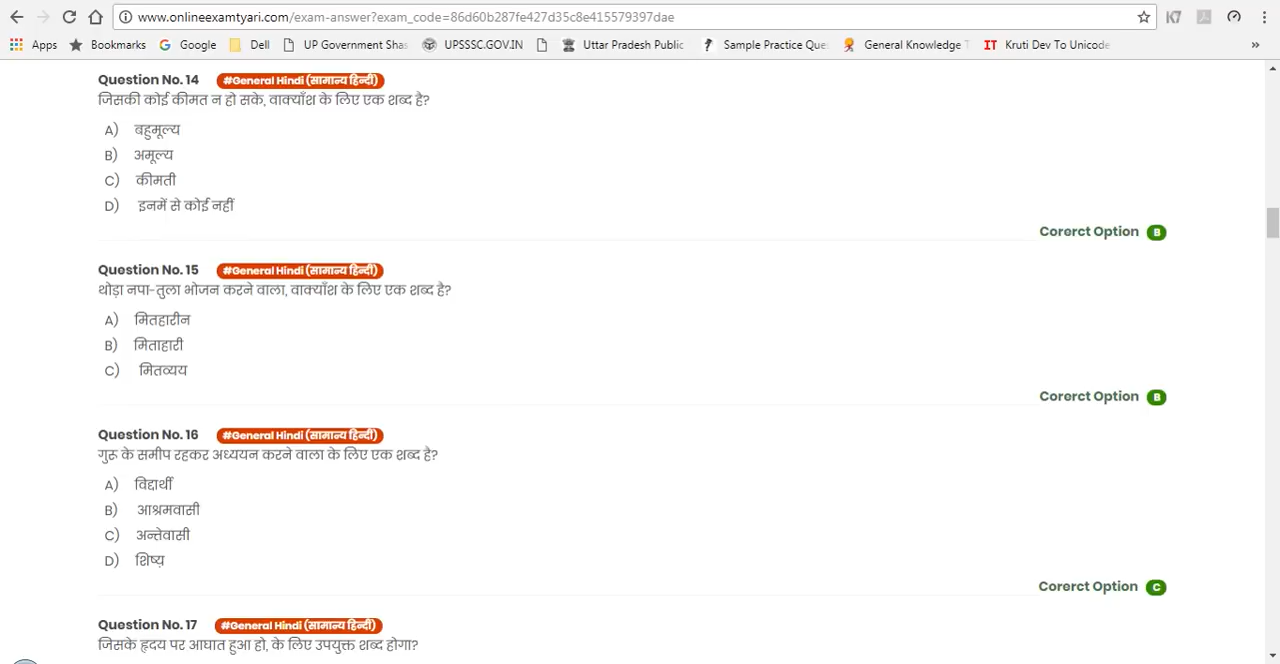 www.onlineexamtyari.com/exam-answer?exam_code=86d60b287fe427d35c8e415579397dae
Apps Bookmarks Google Dell UP Government Shas UPSSSC.GOV.IN Uttar Pradesh Public Sample Practice Que General Knowledge T IT Kruti Dev To Unicode »
Question No. 14 #General Hindi (सामान्य हिन्दी)
जिसकी कोई कीमत न हो सके, वाक्याँश के लिए एक शब्द है?
A) बहुमूल्य
B) अमूल्य
C) कीमती
D) इनमें से कोई नहीं
Corerct Option B
Question No. 15 #General Hindi (सामान्य हिन्दी)
थोड़ा नपा-तुला भोजन करने वाला, वाक्याँश के लिए एक शब्द है?
A) मितहारीन
B) मिताहारी
C) मितव्यय
Corerct Option B
Question No. 16 #General Hindi (सामान्य हिन्दी)
गुरू के समीप रहकर अध्ययन करने वाला के लिए एक शब्द है?
A) विद्यार्थी
B) आश्रमवासी
C) अन्तेवासी
D) शिष्य़
Corerct Option C
Question No. 17 #General Hindi (सामान्य हिन्दी)
जिसके हृदय पर आघात हुआ हो, के लिए उपयुक्त शब्द होगा?